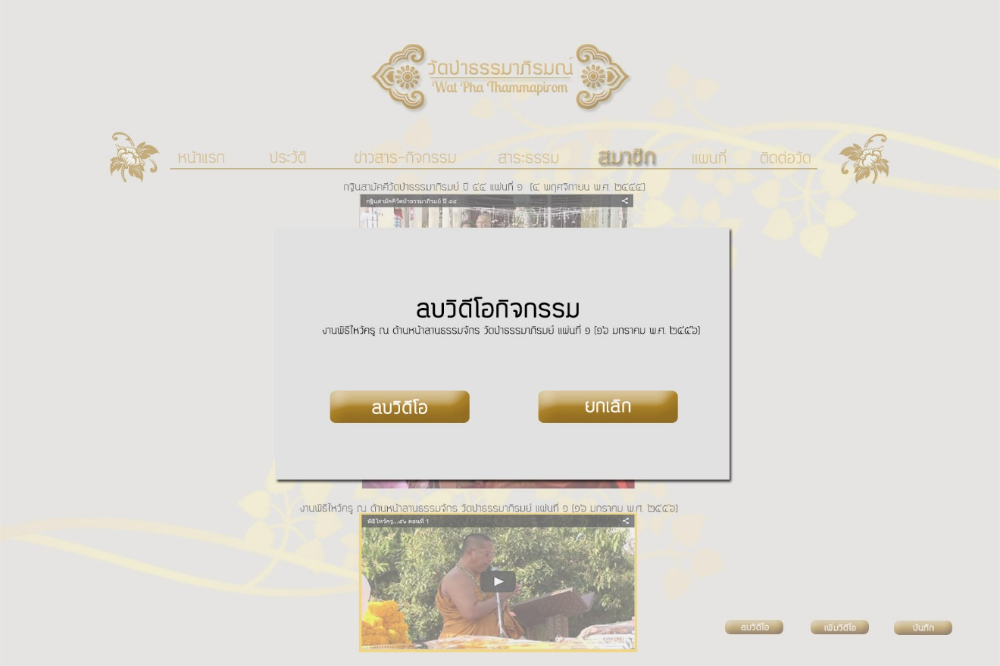 วัดป่าธรรมาภิรมณ์
Wat Pha Thammapirom
หน้าแรก ประวัติ ข่าวสาร-กิจกรรม สาระธรรม สมาชิก แผนที่ ติดต่อวัด
กฐินสามัคคีวัดป่าธรรมาภิรมย์ ปี ๔๔ แผ่นที่ ๑ (๔ พฤศจิกายน พ.ศ. ๒๔๔๔)
กฐินสามัคคีวัดป่าธรรมาภิรมย์ ปี ๕๕
ลบวิดีโอกิจกรรม
งานพิธีไหว้ครู ณ ด้านหน้าลานธรรมจักร วัดป่าธรรมาภิรมย์ แผ่นที่ ๑ (๑๖ มกราคม พ.ศ. ๒๔๔๖)
ลบวิดีโอ ยกเลิก
งานพิธีไหว้ครู ณ ด้านหน้าลานธรรมจักร วัดป่าธรรมาภิรมย์ แผ่นที่ ๑ (๑๖ มกราคม พ.ศ. ๒๔๔๖)
พิธีไหว้ครู...๕๖ ตอนที่ 1
ลบวิดีโอ เพิ่มวิดีโอ บันทึก